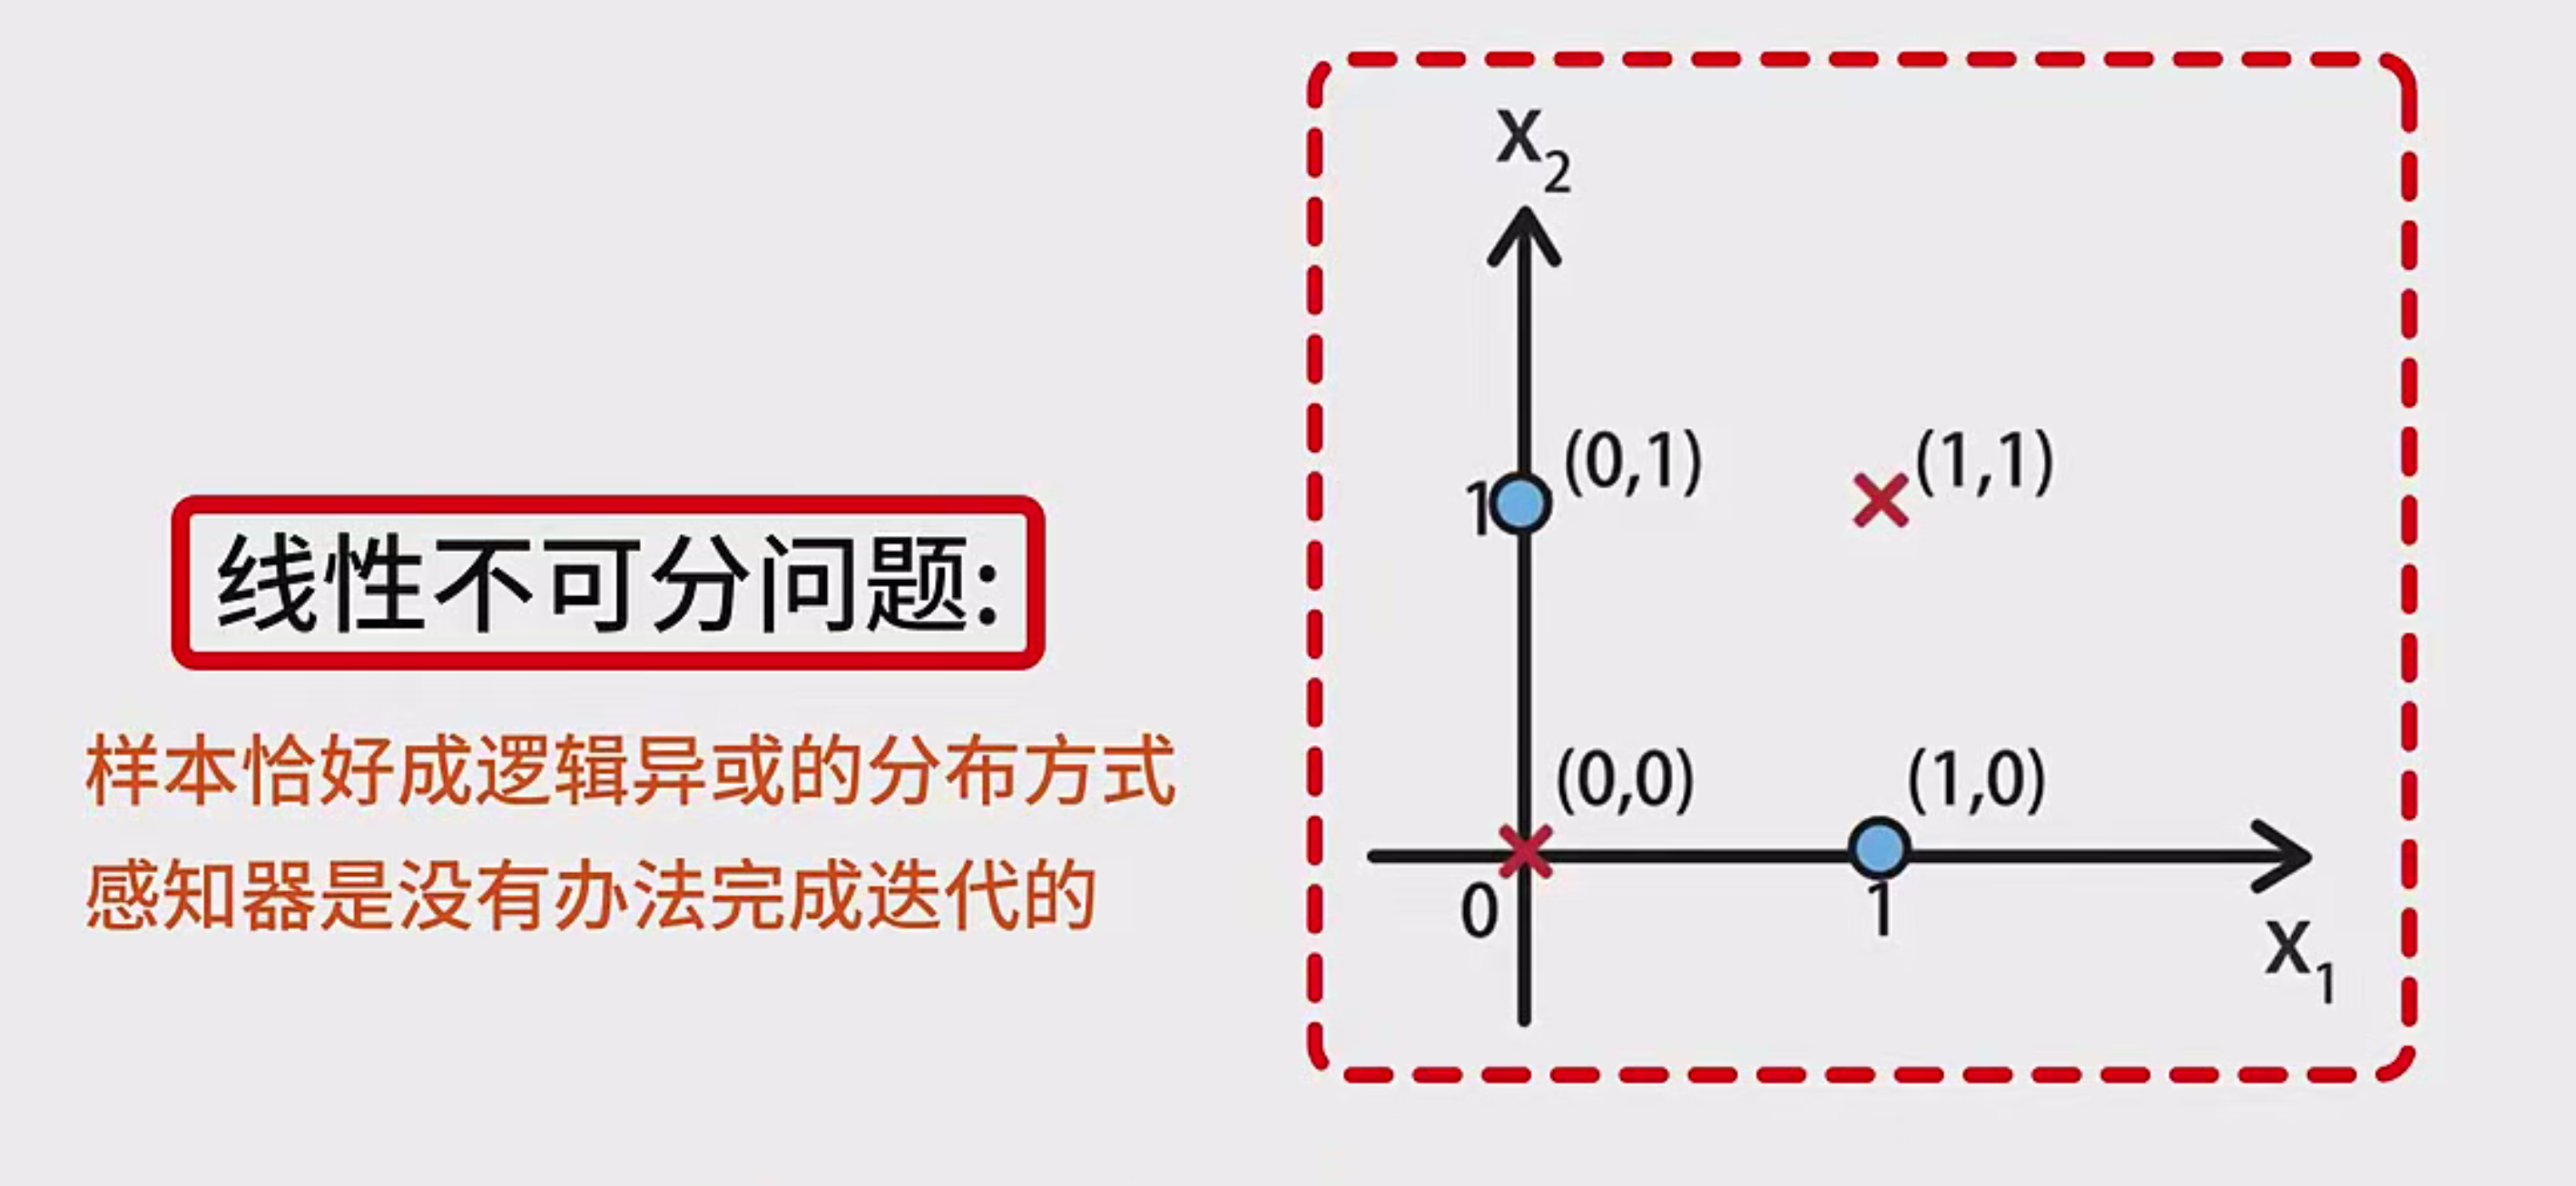 线性不可分问题:
样本恰好成逻辑异或的分布方式
感知器是没有办法完成迭代的
X2
1
(0,1)
(1,1)
(0,0)
(1,0)
0
1
X1